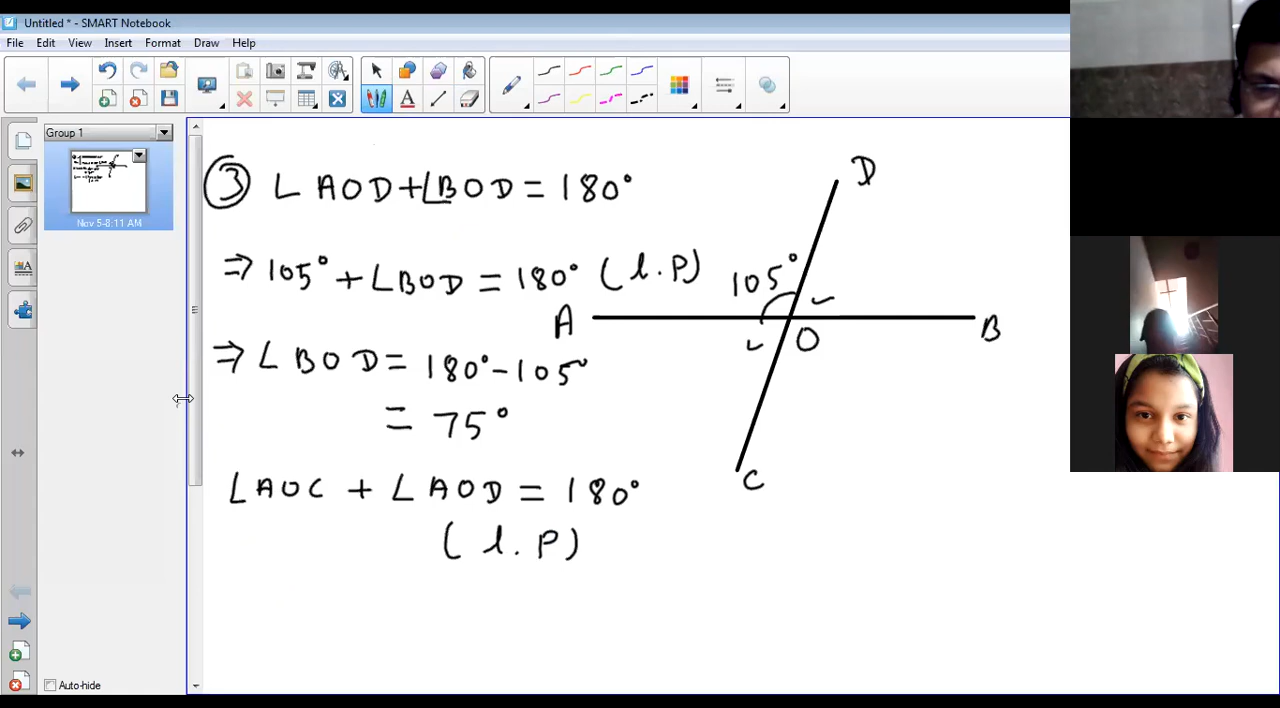 Untitled * - SMART Notebook
File Edit View Insert Format Draw Help
Group 1
Nov 5-8:11 AM
③ ∠AOD+∠BOD = 180°
⇒ 105° + ∠BOD = 180° (l.P)
⇒ ∠BOD = 180° - 105°
= 75°
∠AOC + ∠AOD = 180°
(l.P)
D
105°
A
O
B
C
Auto-hide